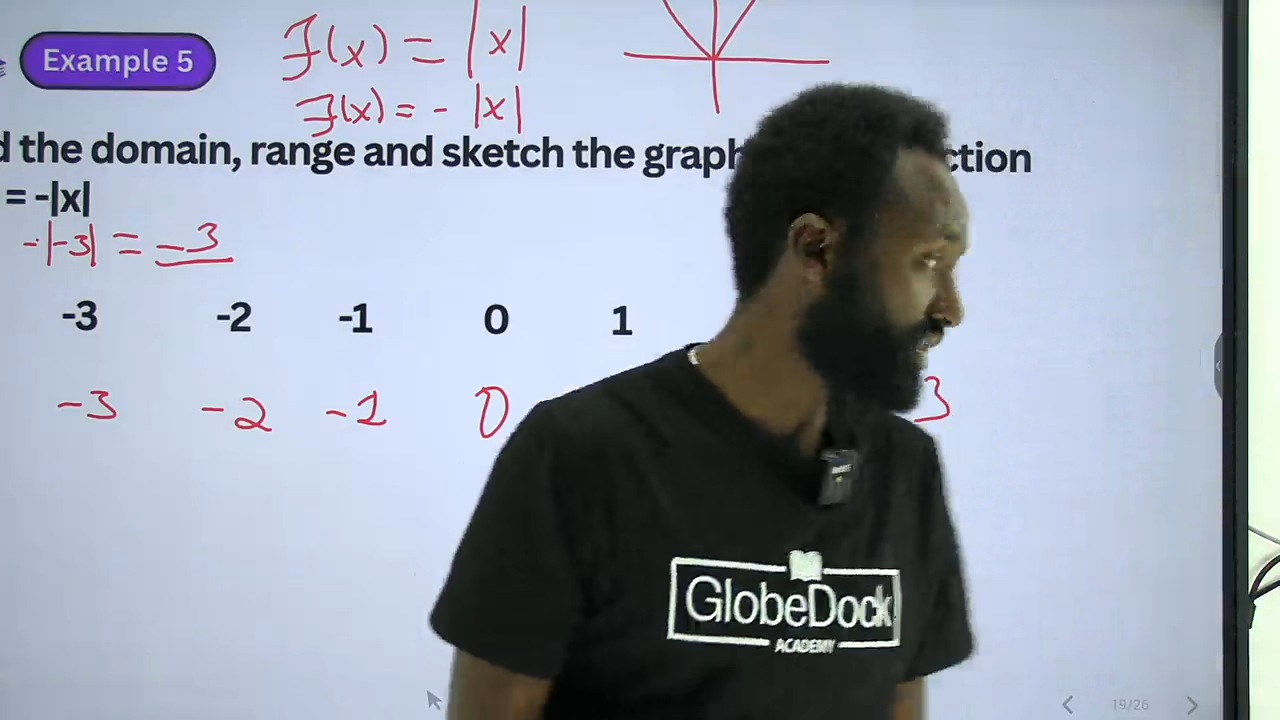 Example 5
f(x) = |x|
f(x) = - |x|
the domain, range and sketch the graph
= -|x|
-|-3| = -3
-3 -2 -1 0 1
-3 -2 -1 0 3
GlobeDock
ACADEMY
19/26